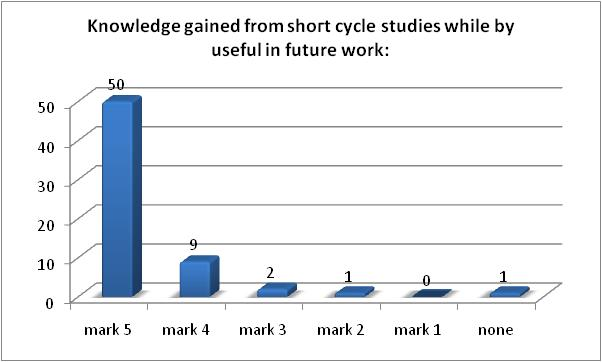 Knowledge gained from short cycle studies while by
useful in future work:
50
50
40
30
20
10
0
9
2
1
0
1
mark 5
mark 4
mark 3
mark 2
mark 1
none